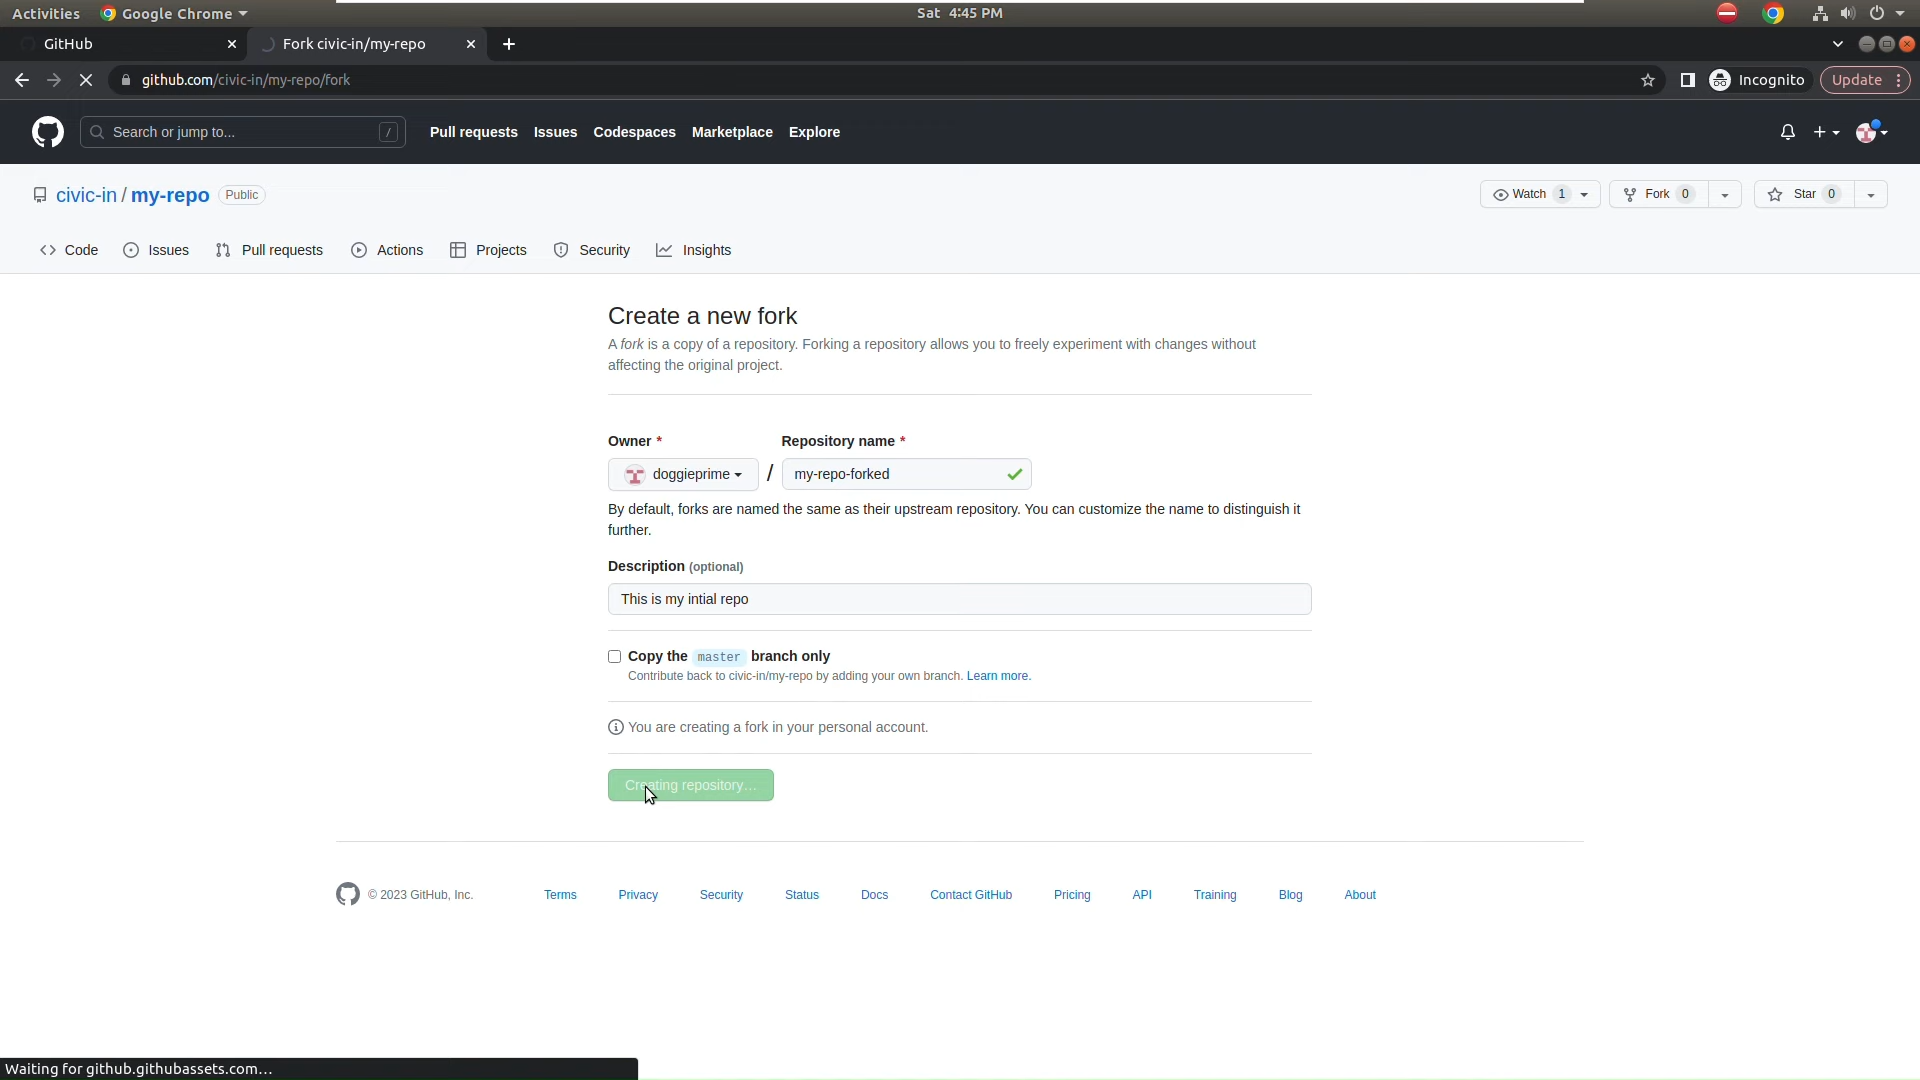 Activities Google Chrome Sat 4:45 PM
GitHub Fork civic-in/my-repo
github.com/civic-in/my-repo/fork Incognito Update
Search or jump to... / Pull requests Issues Codespaces Marketplace Explore
civic-in / my-repo Public Watch 1 Fork 0 Star 0
Code Issues Pull requests Actions Projects Security Insights
Create a new fork
A fork is a copy of a repository. Forking a repository allows you to freely experiment with changes without
affecting the original project.
Owner * Repository name *
doggieprime / my-repo-forked
By default, forks are named the same as their upstream repository. You can customize the name to distinguish it
further.
Description (optional)
This is my intial repo
Copy the master branch only
Contribute back to civic-in/my-repo by adding your own branch. Learn more.
You are creating a fork in your personal account.
Creating repository...
© 2023 GitHub, Inc. Terms Privacy Security Status Docs Contact GitHub Pricing API Training Blog About
Waiting for github.githubassets.com...